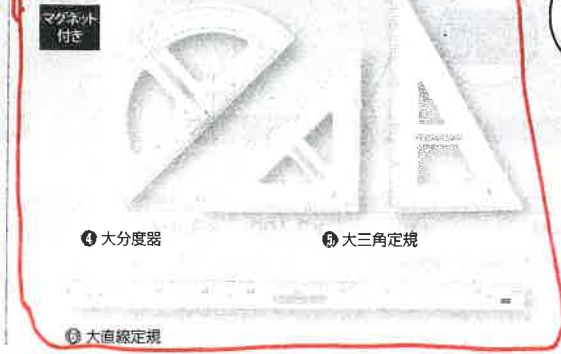 マグネット
付き
❹ 大分度器
❺ 大三角定規
❻ 大直線定規